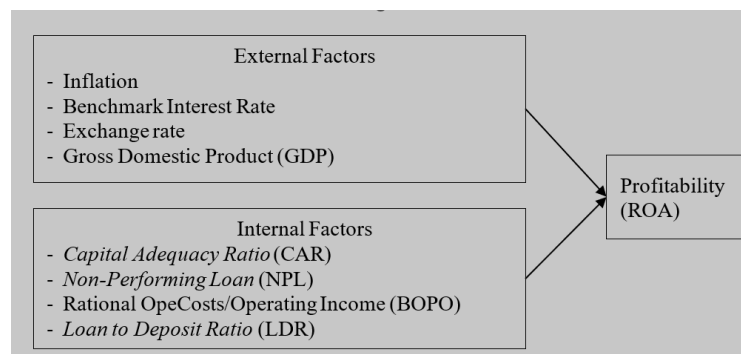 External Factors
- Inflation
- Benchmark Interest Rate
- Exchange rate
- Gross Domestic Product (GDP)
Profitability
(ROA)
Internal Factors
- Capital Adequacy Ratio (CAR)
- Non-Performing Loan (NPL)
- Rational OpeCosts/Operating Income (BOPO)
- Loan to Deposit Ratio (LDR)